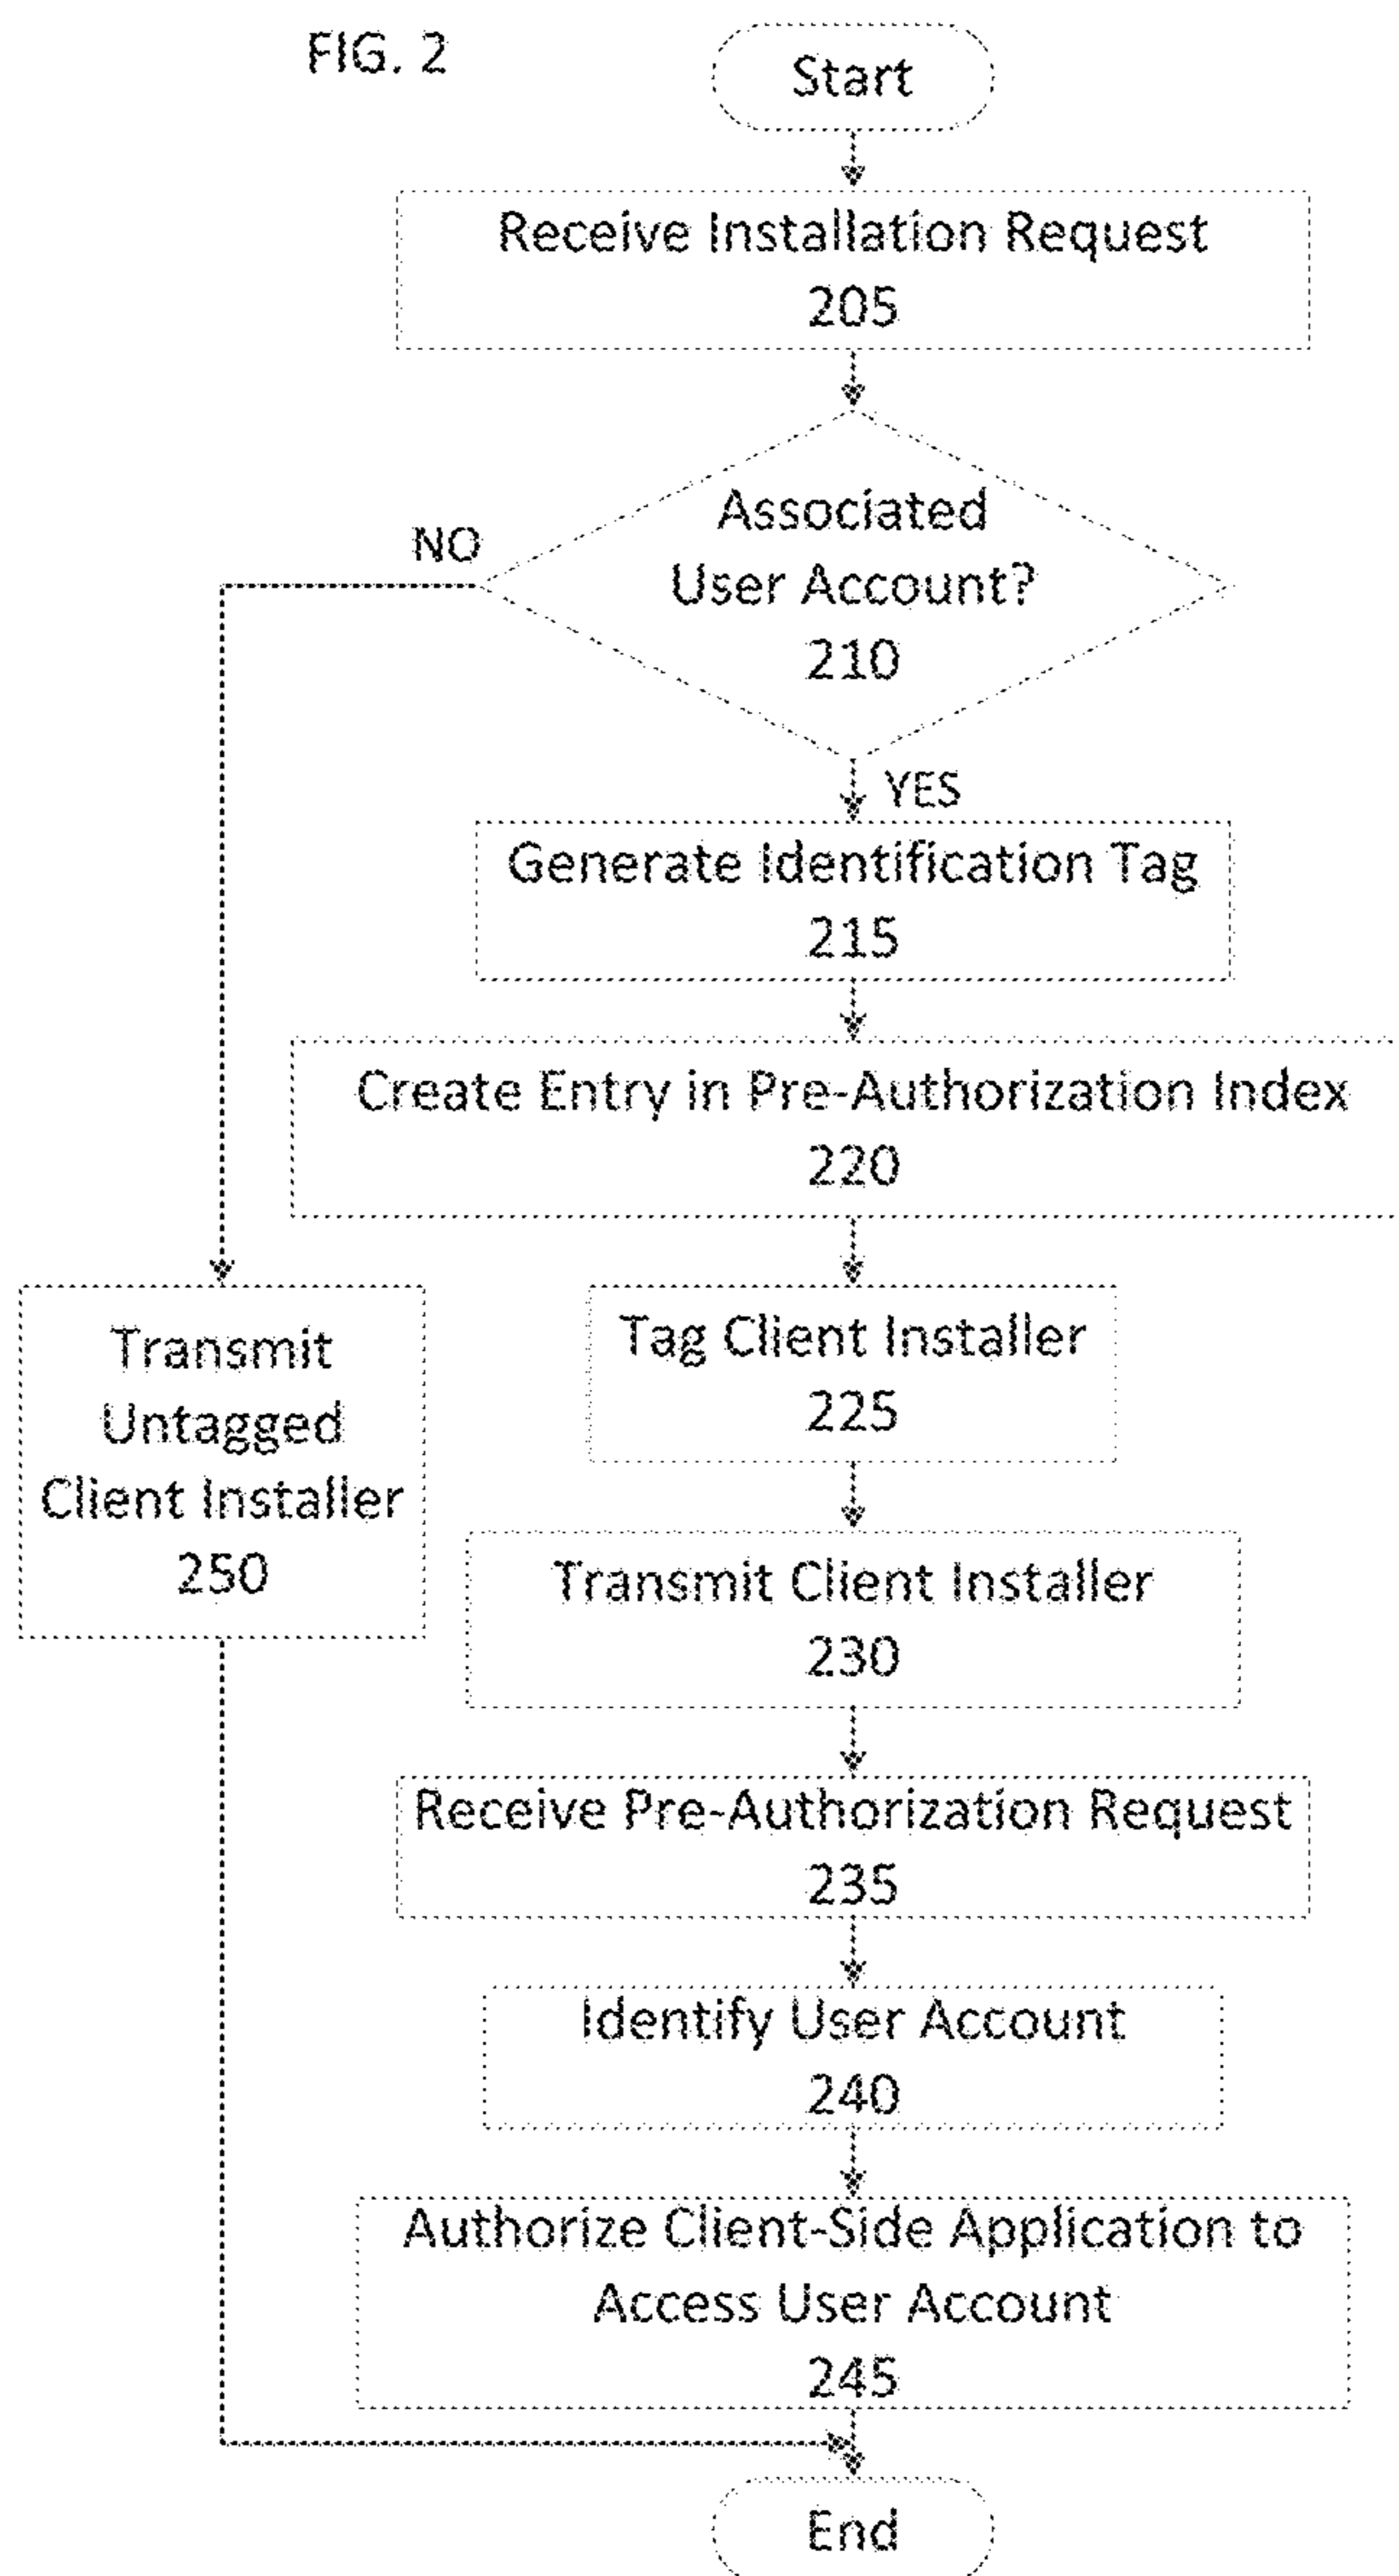 FIG. 2
Start
Receive Installation Request
205
Associated
User Account?
210
NO
YES
Generate Identification Tag
215
Create Entry in Pre-Authorization Index
220
Transmit
Untagged
Client Installer
250
Tag Client Installer
225
Transmit Client Installer
230
Receive Pre-Authorization Request
235
Identify User Account
240
Authorize Client-Side Application to
Access User Account
245
End